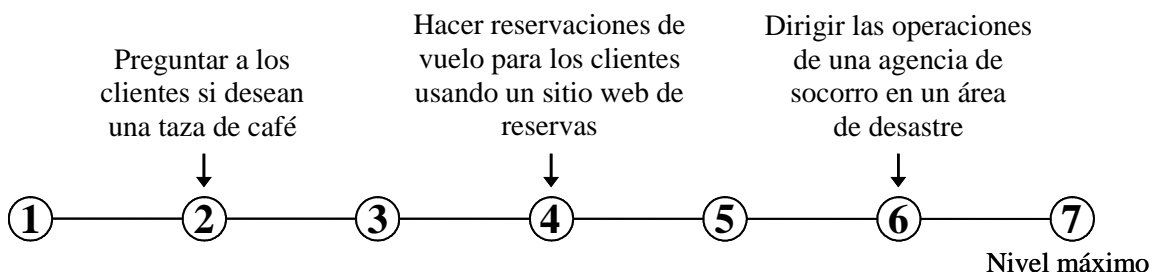 Preguntar a los
clientes si desean
una taza de café
Hacer reservaciones de
vuelo para los clientes
usando un sitio web de
reservas
Dirigir las operaciones
de una agencia de
socorro en un área
de desastre
1 2 3 4 5 6 7
Nivel máximo